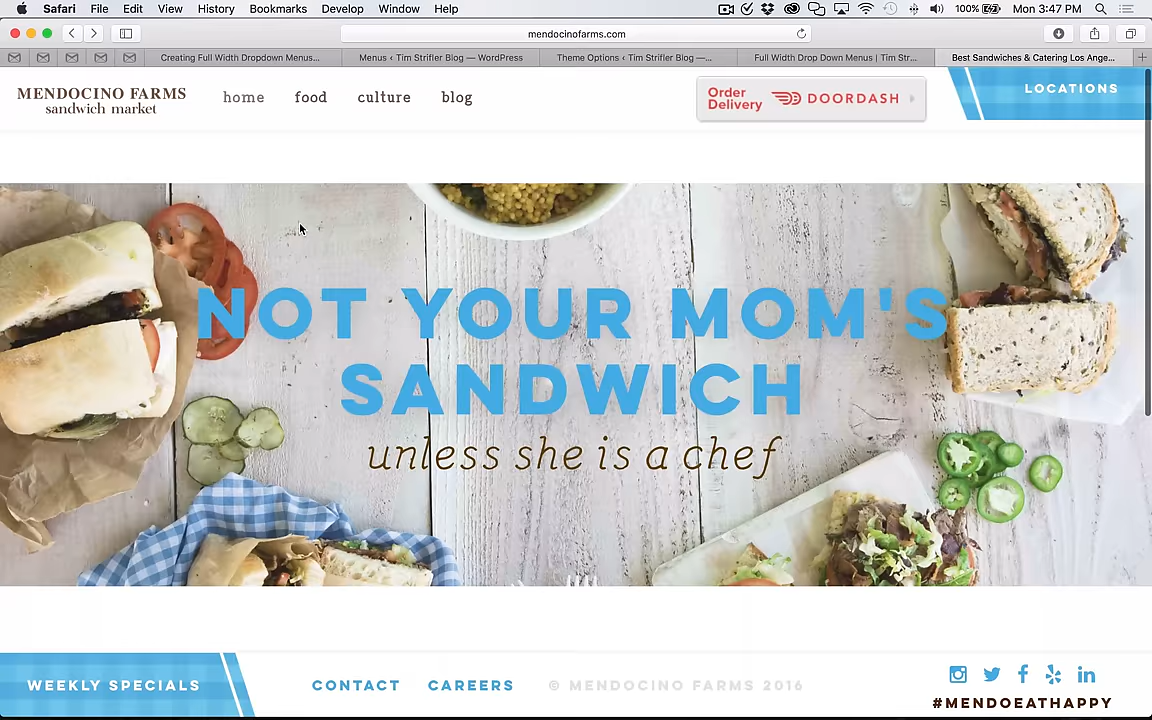 Safari File Edit View History Bookmarks Develop Window Help 100% Mon 3:47 PM
mendocinofarms.com
Creating Full Width Dropdown Menus... Menus ‹ Tim Strifler Blog — WordPress Theme Options ‹ Tim Strifler Blog —... Full Width Drop Down Menus | Tim Str... Best Sandwiches & Catering Los Ange...
MENDOCINO FARMS
sandwich market
home food culture blog
Order
Delivery
DOORDASH
LOCATIONS
NOT YOUR MOM'S
SANDWICH
unless she is a chef
WEEKLY SPECIALS
CONTACT CAREERS © MENDOCINO FARMS 2016
#MENDOEATHAPPY